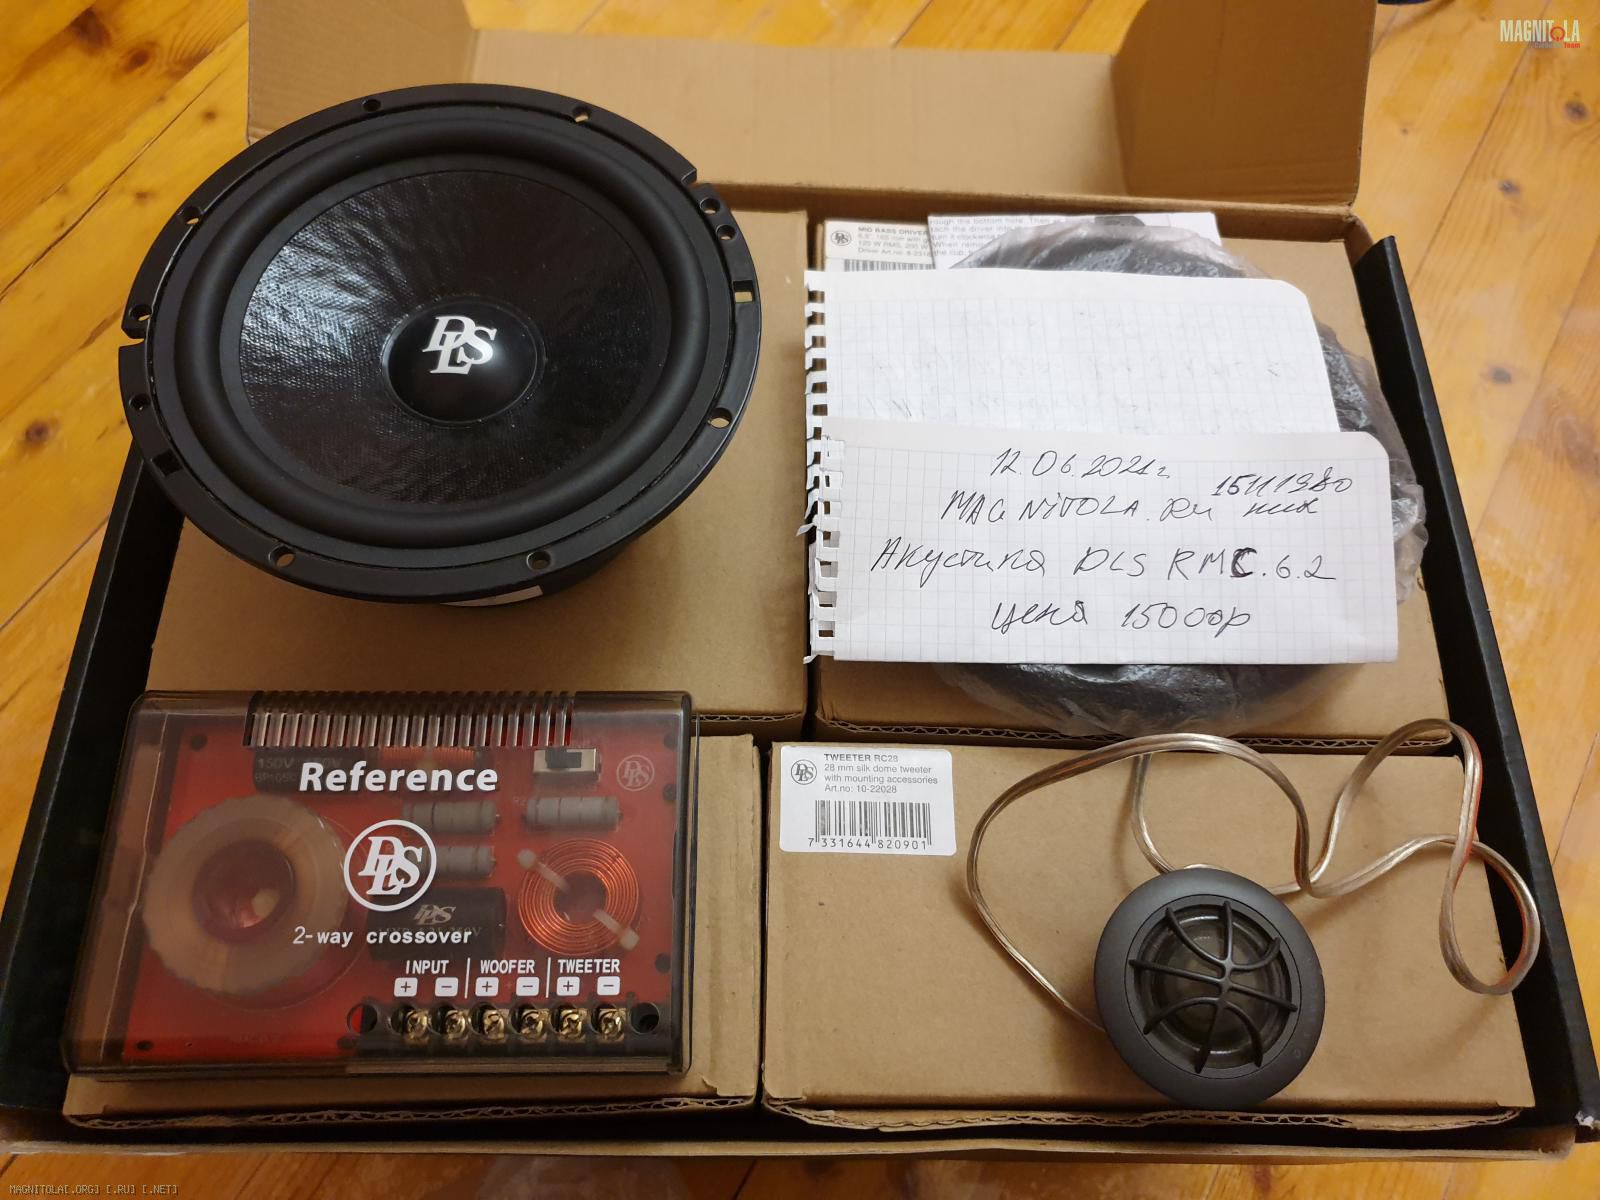 MAGNITOLA
Team
DLS
MID BASS DRIVER
DLS
12.06.2021г
MAGNITOLA.Ru ник 15111980
Акустика DLS RMC.6.2
цена 15000р
TWEETER RC28
28 mm silk dome tweeter
with mounting accessories
Art.no: 10-22028
DLS
7 331644 820901
Reference
DLS
DLS
2-way crossover
INPUT WOOFER TWEETER
+ - + - + -
MAGNITOLA[.ORG] [.RU] [.NET]